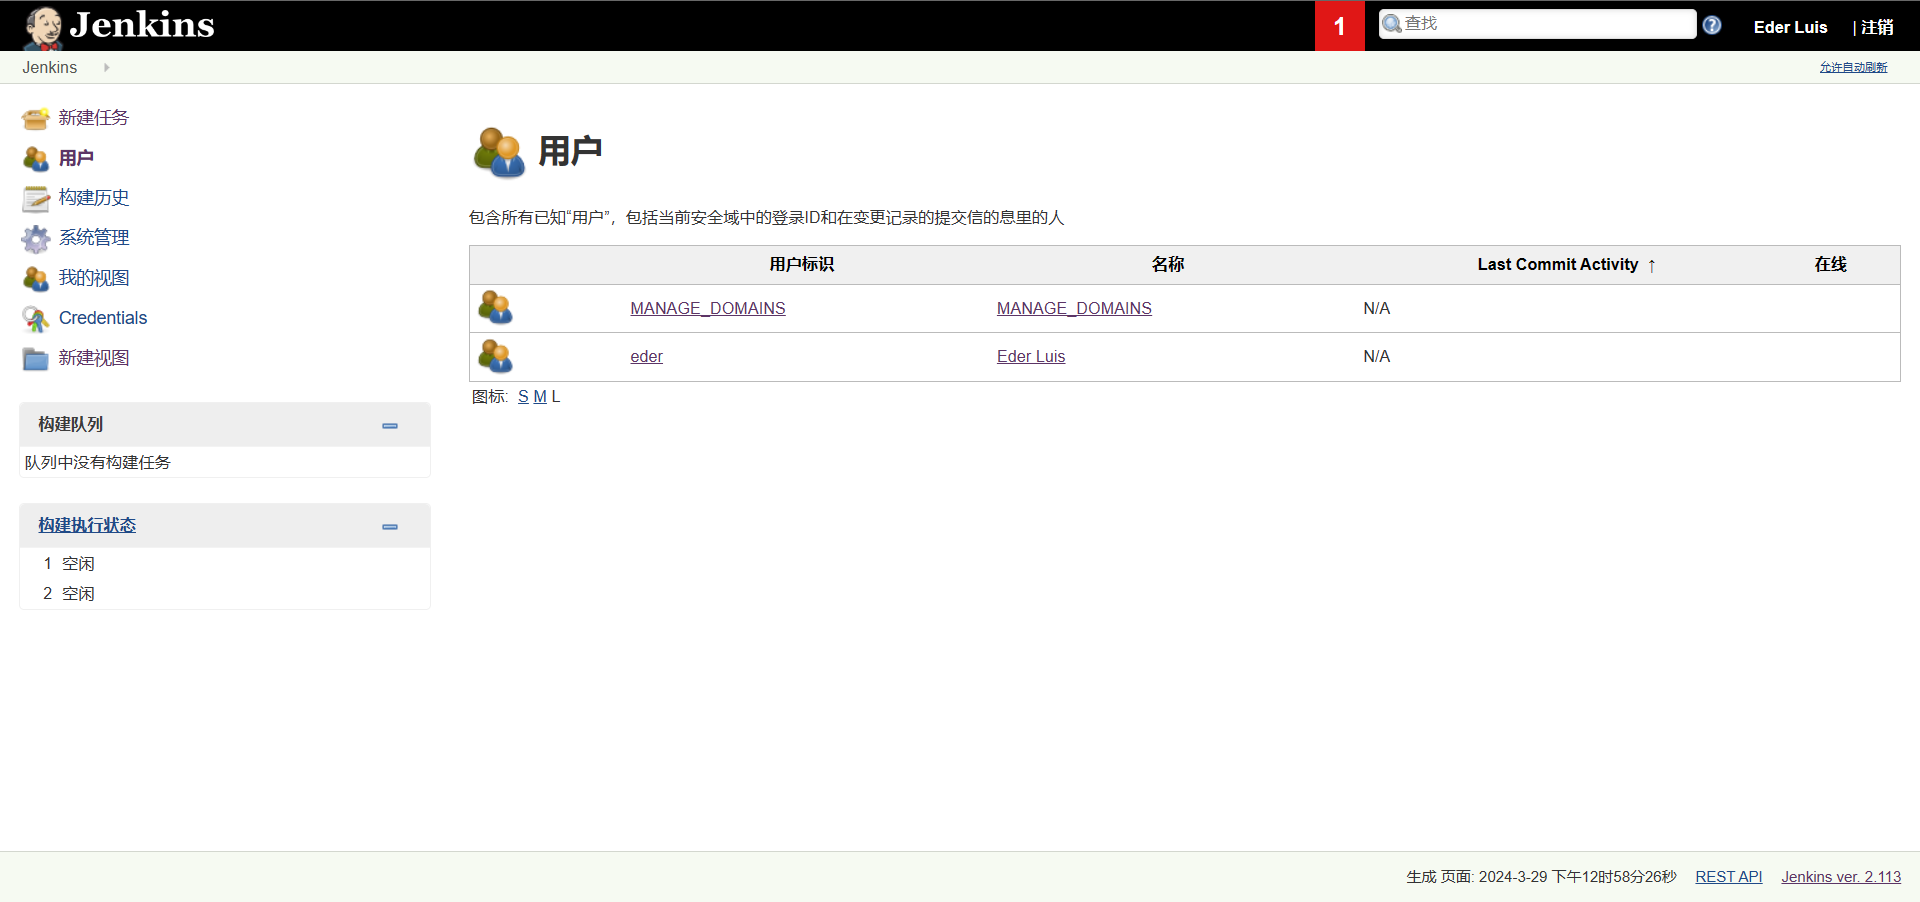 Jenkins
1
查找
Eder Luis
| 注销
Jenkins
允许自动刷新
新建任务
用户
构建历史
系统管理
我的视图
Credentials
新建视图
构建队列
队列中没有构建任务
构建执行状态
1 空闲
2 空闲
用户
包含所有已知“用户”，包括当前安全域中的登录ID和在变更记录的提交信的息里的人
用户标识 名称 Last Commit Activity ↑ 在线
MANAGE_DOMAINS MANAGE_DOMAINS N/A
eder Eder Luis N/A
图标: S M L
生成 页面: 2024-3-29 下午12时58分26秒 REST API Jenkins ver. 2.113